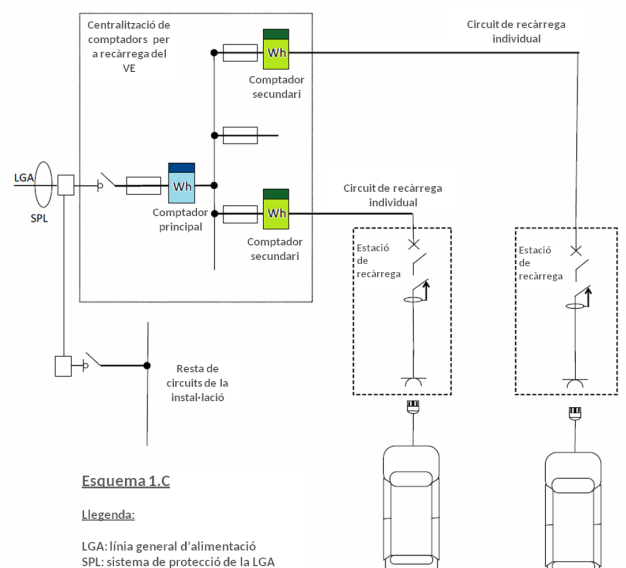 Centralització de
comptadors per
a recàrrega del
VE
Wh
Comptador
secundari
Circuit de recàrrega
individual
LGA
SPL
Wh
Comptador
principal
Wh
Comptador
secundari
Circuit de recàrrega
individual
Estació
de
recàrrega
Estació
de
recàrrega
Resta de
circuits de la
instal·lació
Esquema 1.C
Llegenda:
LGA: línia general d’alimentació
SPL: sistema de protecció de la LGA